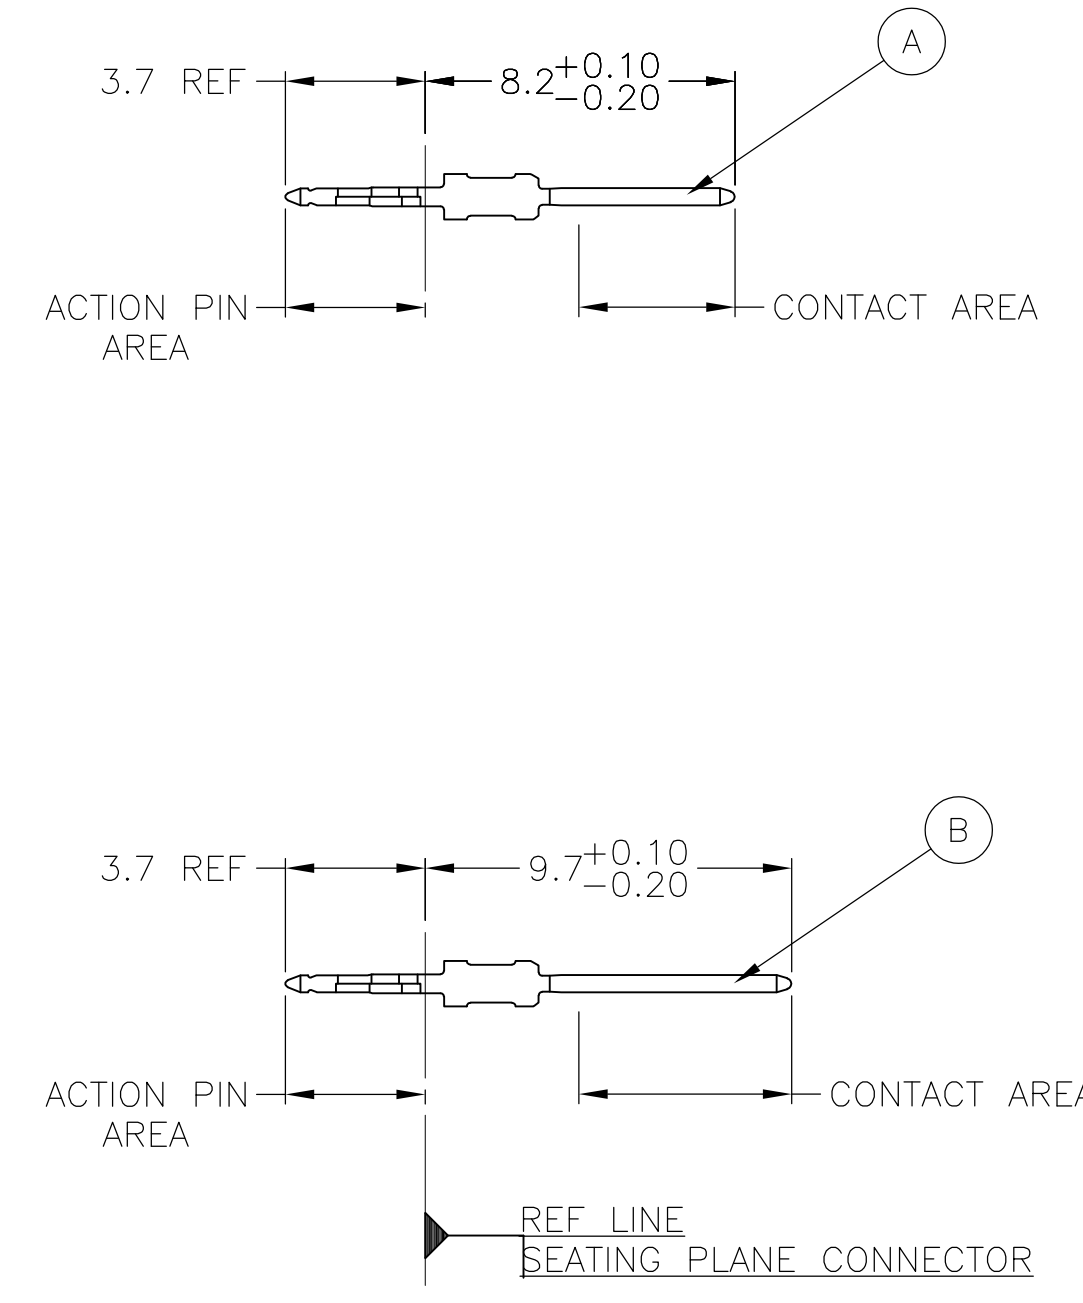 A
3.7 REF
8.2 +0.10
-0.20
ACTION PIN
AREA
CONTACT AREA
B
3.7 REF
9.7 +0.10
-0.20
ACTION PIN
AREA
CONTACT AREA
REF LINE
SEATING PLANE CONNECTOR